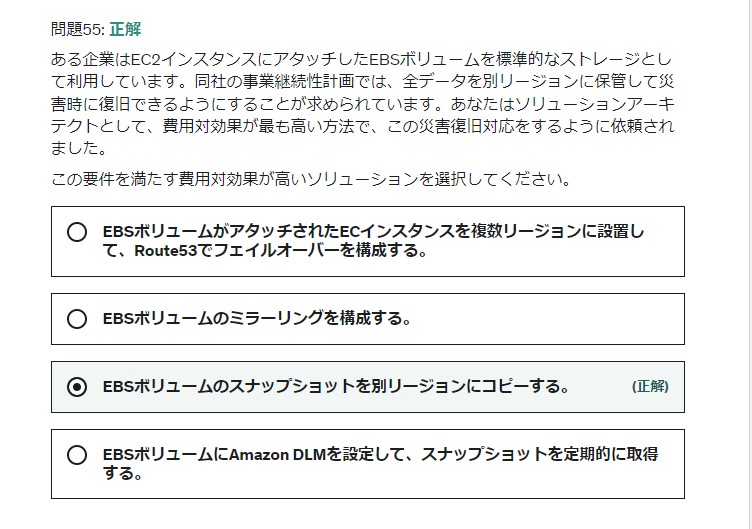 問題55: 正解
ある企業はEC2インスタンスにアタッチしたEBSボリュームを標準的なストレージとし
て利用しています。同社の事業継続性計画では、全データを別リージョンに保管して災
害時に復旧できるようにすることが求められています。あなたはソリューションアーキ
テクトとして、費用対効果が最も高い方法で、この災害復旧対応をするように依頼され
ました。
この要件を満たす費用対効果が高いソリューションを選択してください。
EBSボリュームがアタッチされたECインスタンスを複数リージョンに設置し
て、Route53でフェイルオーバーを構成する。
EBSボリュームのミラーリングを構成する。
EBSボリュームのスナップショットを別リージョンにコピーする。 (正解)
EBSボリュームにAmazon DLMを設定して、スナップショットを定期的に取得
する。